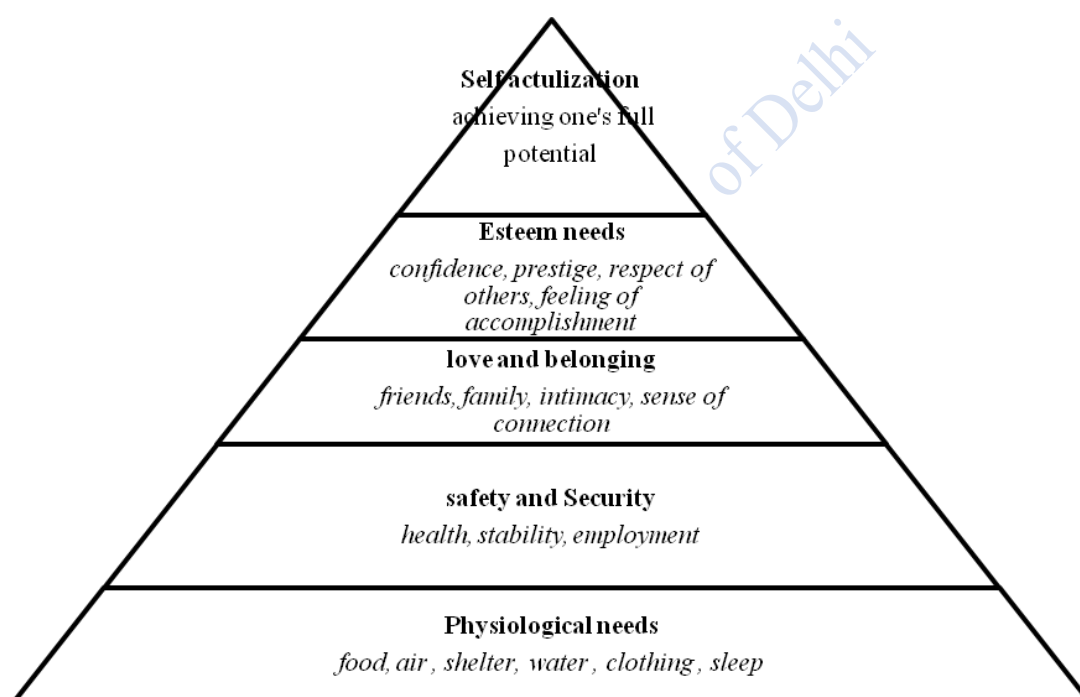 of Delhi
Self actulization
achieving one's full
potential
Esteem needs
confidence, prestige, respect of
others, feeling of
accomplishment
love and belonging
friends, family, intimacy, sense of
connection
safety and Security
health, stability, employment
Physiological needs
food, air , shelter, water , clothing , sleep